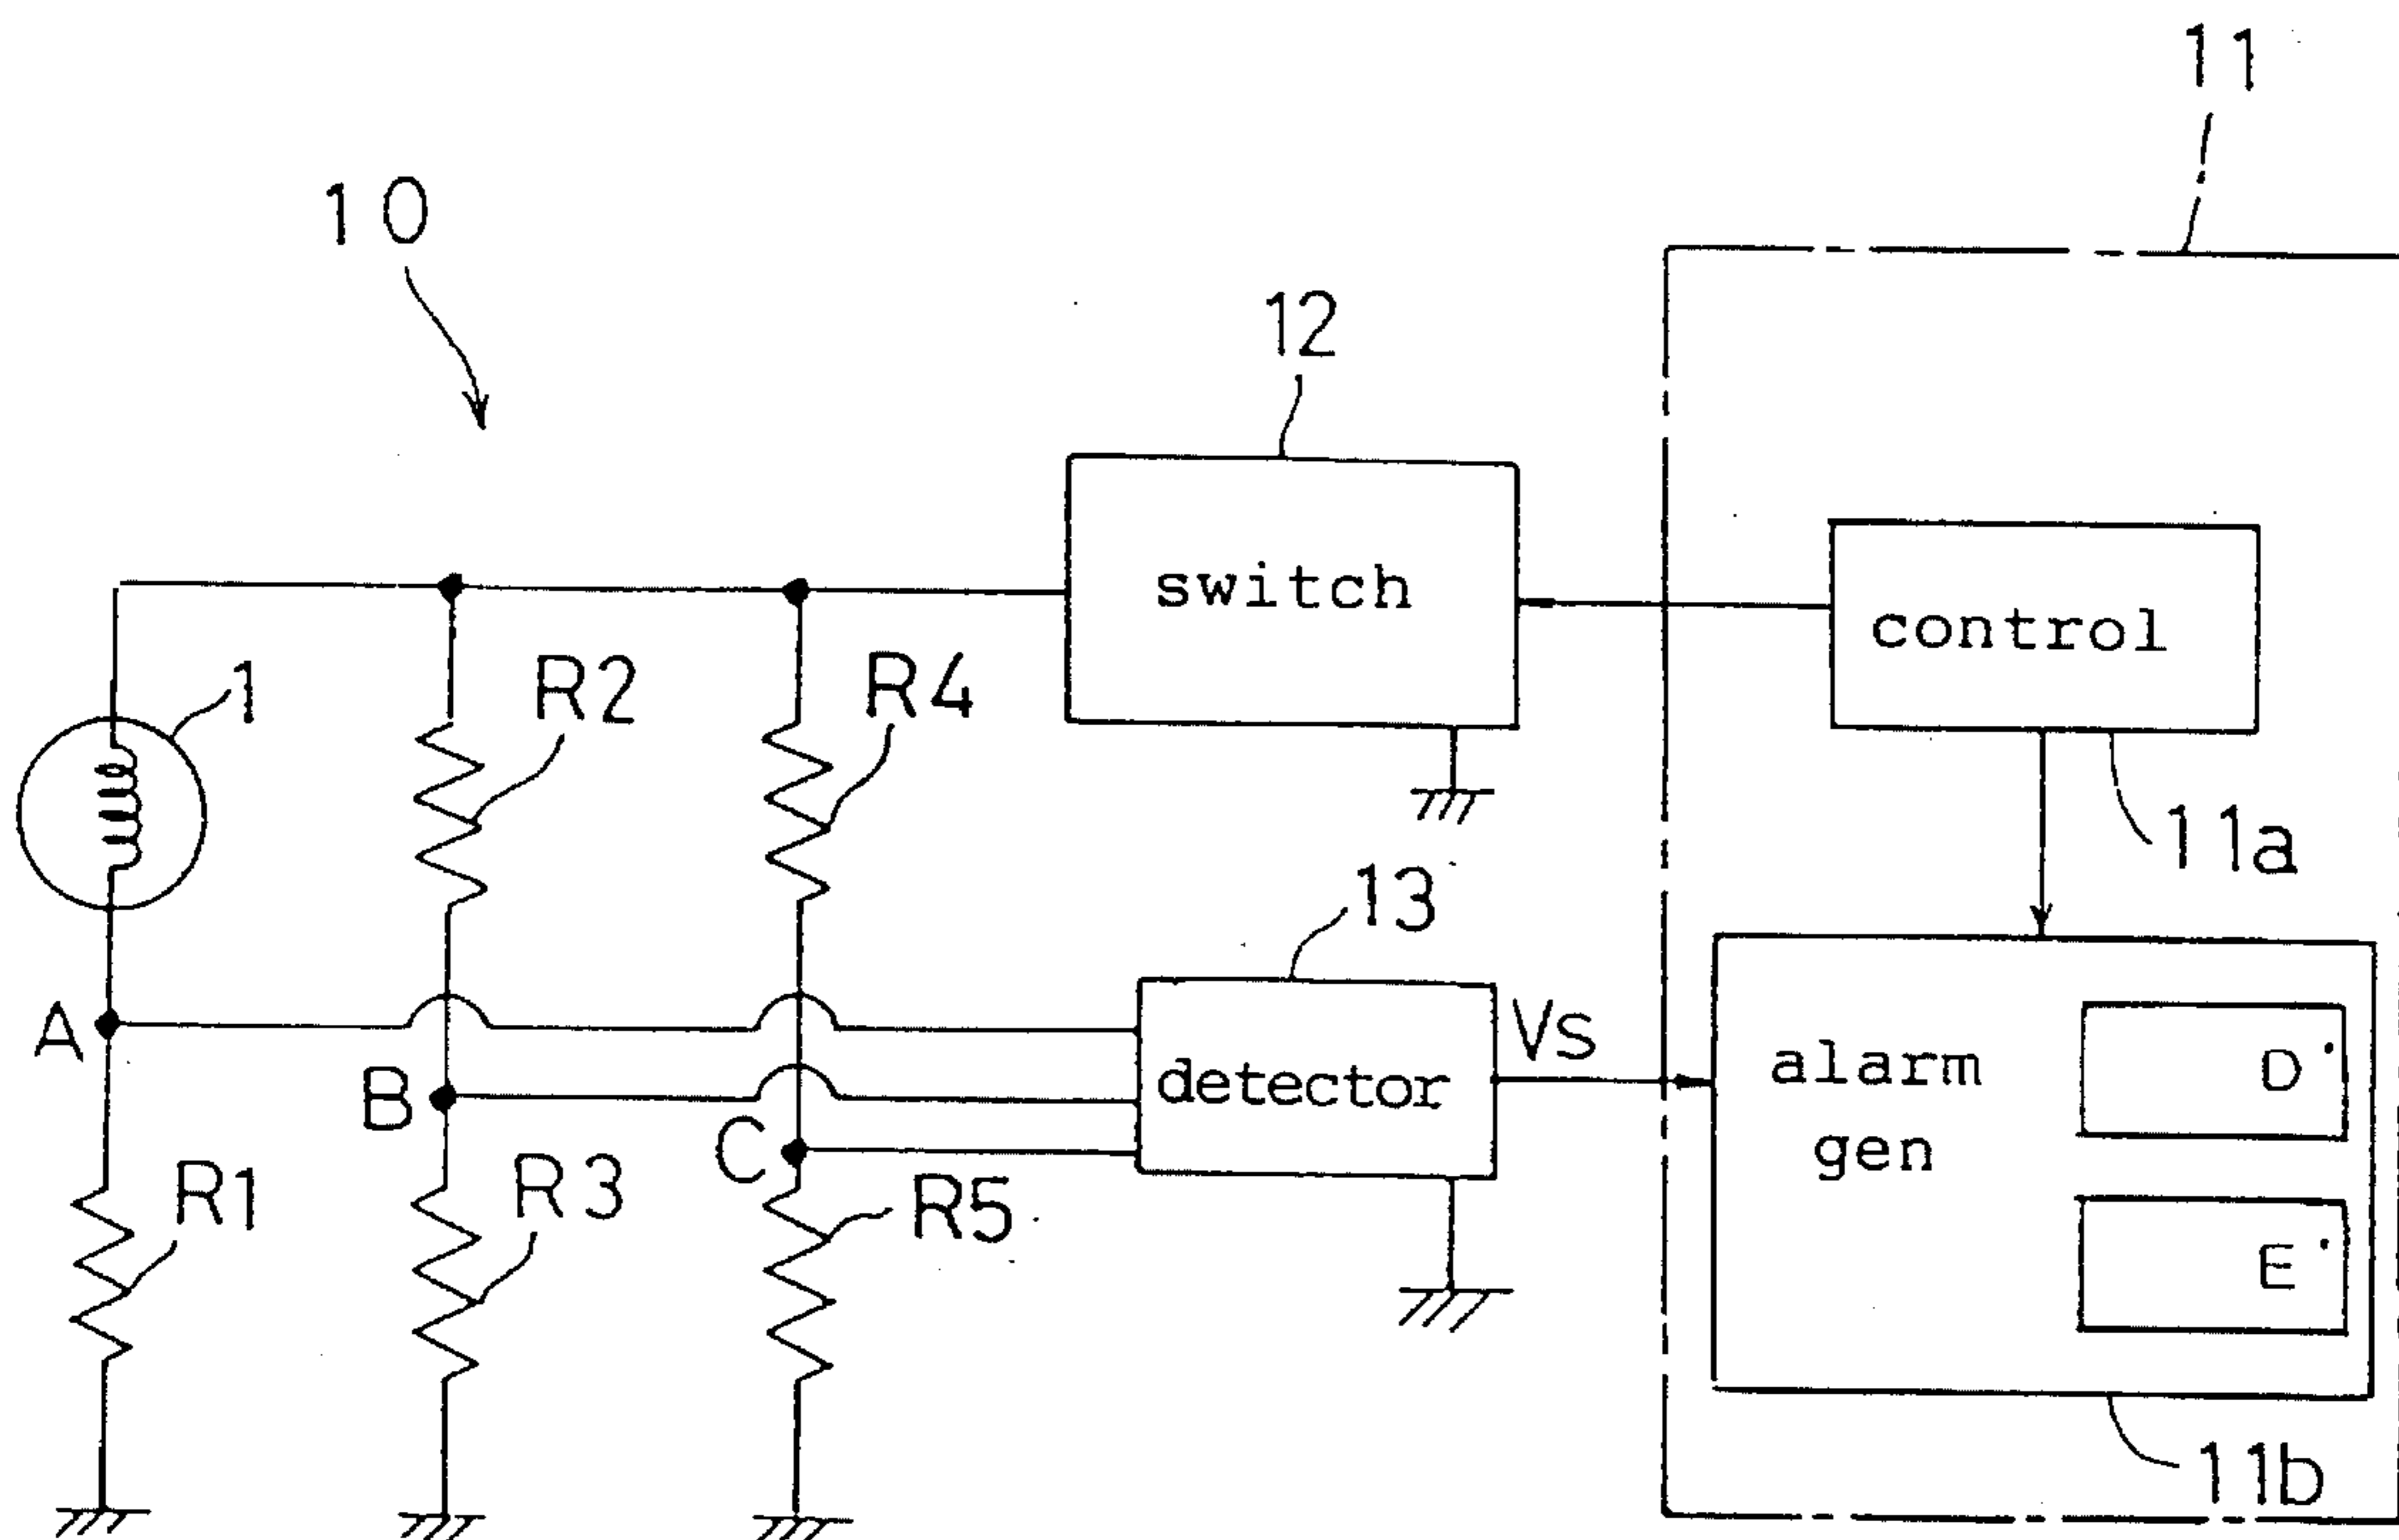 11
10
12
switch
control
1
R2
R4
11a
13
A
B
C
detector
Vs
alarm
gen
D
E
R1
R3
R5
11b